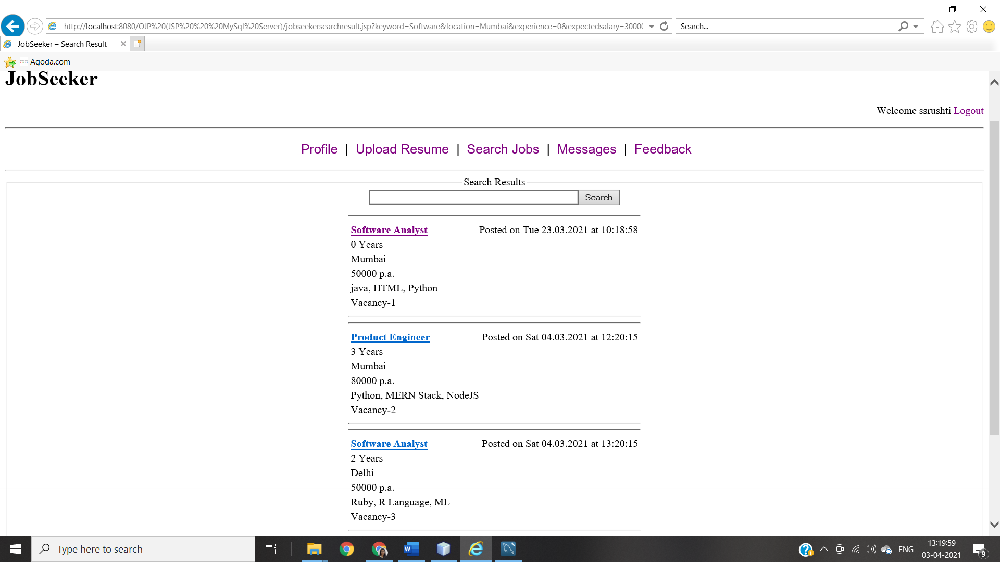 http://localhost:8080/OJP%20(JSP%20%20%20MySql%20Server)/jobseekersearchresult.jsp?keyword=Software&location=Mumbai&experience=0&expectedsalary=30000
Search...
JobSeeker – Search Result
Agoda.com
JobSeeker
Welcome ssrushti Logout
Profile | Upload Resume | Search Jobs | Messages | Feedback
Search Results
Search
Software Analyst Posted on Tue 23.03.2021 at 10:18:58
0 Years
Mumbai
50000 p.a.
java, HTML, Python
Vacancy-1
Product Engineer Posted on Sat 04.03.2021 at 12:20:15
3 Years
Mumbai
80000 p.a.
Python, MERN Stack, NodeJS
Vacancy-2
Software Analyst Posted on Sat 04.03.2021 at 13:20:15
2 Years
Delhi
50000 p.a.
Ruby, R Language, ML
Vacancy-3
Type here to search
ENG
13:19:59
03-04-2021
9